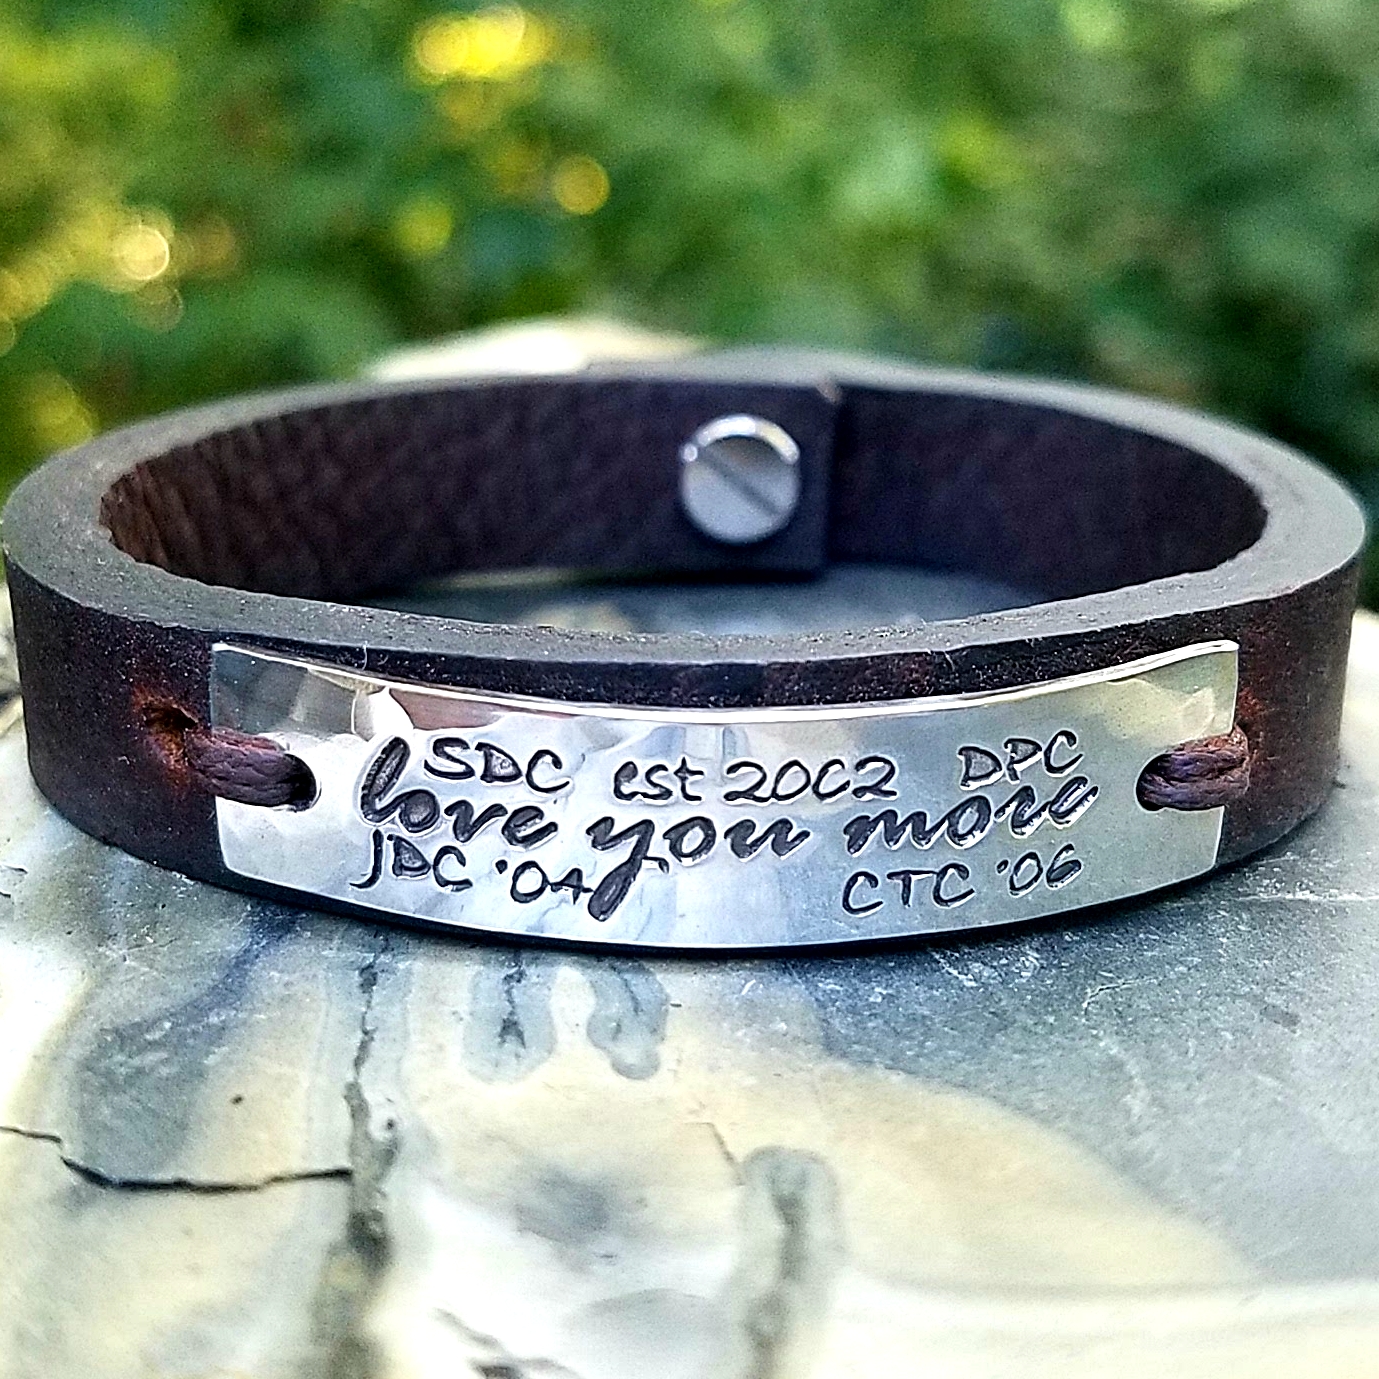 SDC est 2002 DPC
love you more
JDC '04 CTC '06